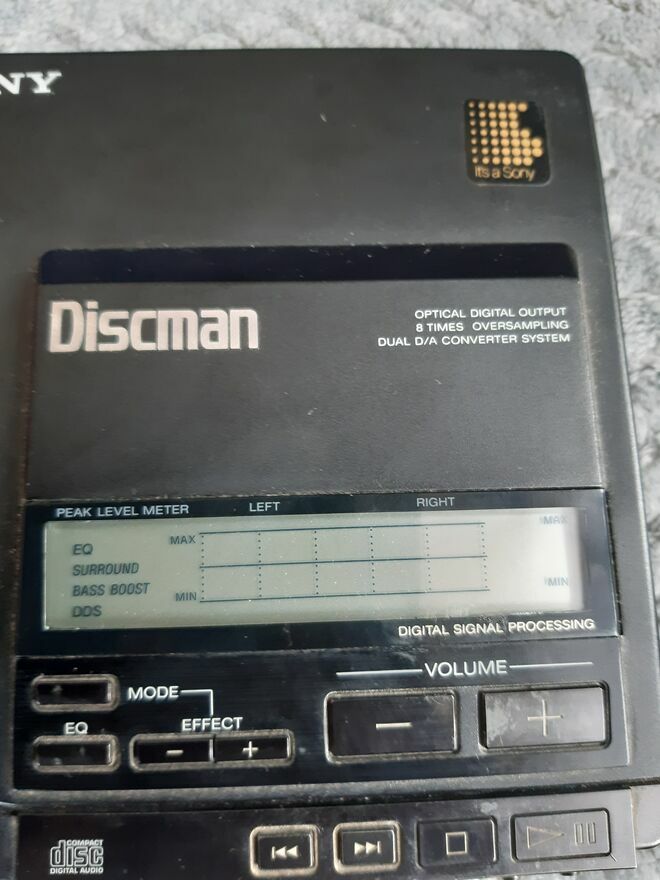 NY
It's a Sony
Discman
OPTICAL DIGITAL OUTPUT
8 TIMES OVERSAMPLING
DUAL D/A CONVERTER SYSTEM
PEAK LEVEL METER LEFT RIGHT
MAX MAX
EQ
SURROUND
BASS BOOST MIN
MIN
DDS
DIGITAL SIGNAL PROCESSING
VOLUME
MODE
EQ EFFECT
− +
− +
COMPACT
disc
DIGITAL AUDIO